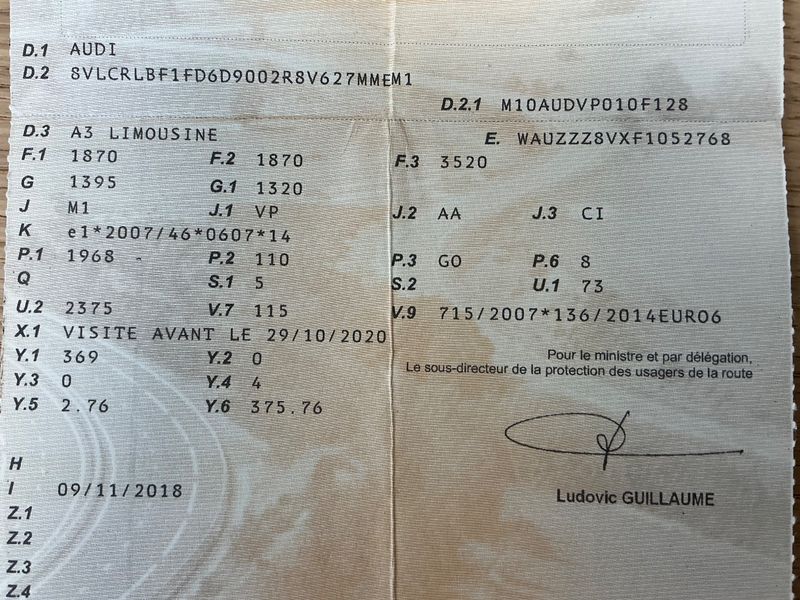 D.1 AUDI
D.2 8VLCRLBF1FD6D9002R8V627MMEM1
D.2.1 M10AUDVP010F128
D.3 A3 LIMOUSINE E. WAUZZZ8VXF1052768
F.1 1870 F.2 1870 F.3 3520
G 1395 G.1 1320
J M1 J.1 VP J.2 AA J.3 CI
K e1*2007/46*0607*14
P.1 1968 - P.2 110 P.3 GO P.6 8
Q S.1 5 S.2 U.1 73
U.2 2375 V.7 115 V.9 715/2007*136/2014EURO6
X.1 VISITE AVANT LE 29/10/2020
Y.1 369 Y.2 0
Pour le ministre et par délégation,
Le sous-directeur de la protection des usagers de la route
Y.3 0 Y.4 4
Y.5 2.76 Y.6 375.76
H
I 09/11/2018
Ludovic GUILLAUME
Z.1
Z.2
Z.3
Z.4